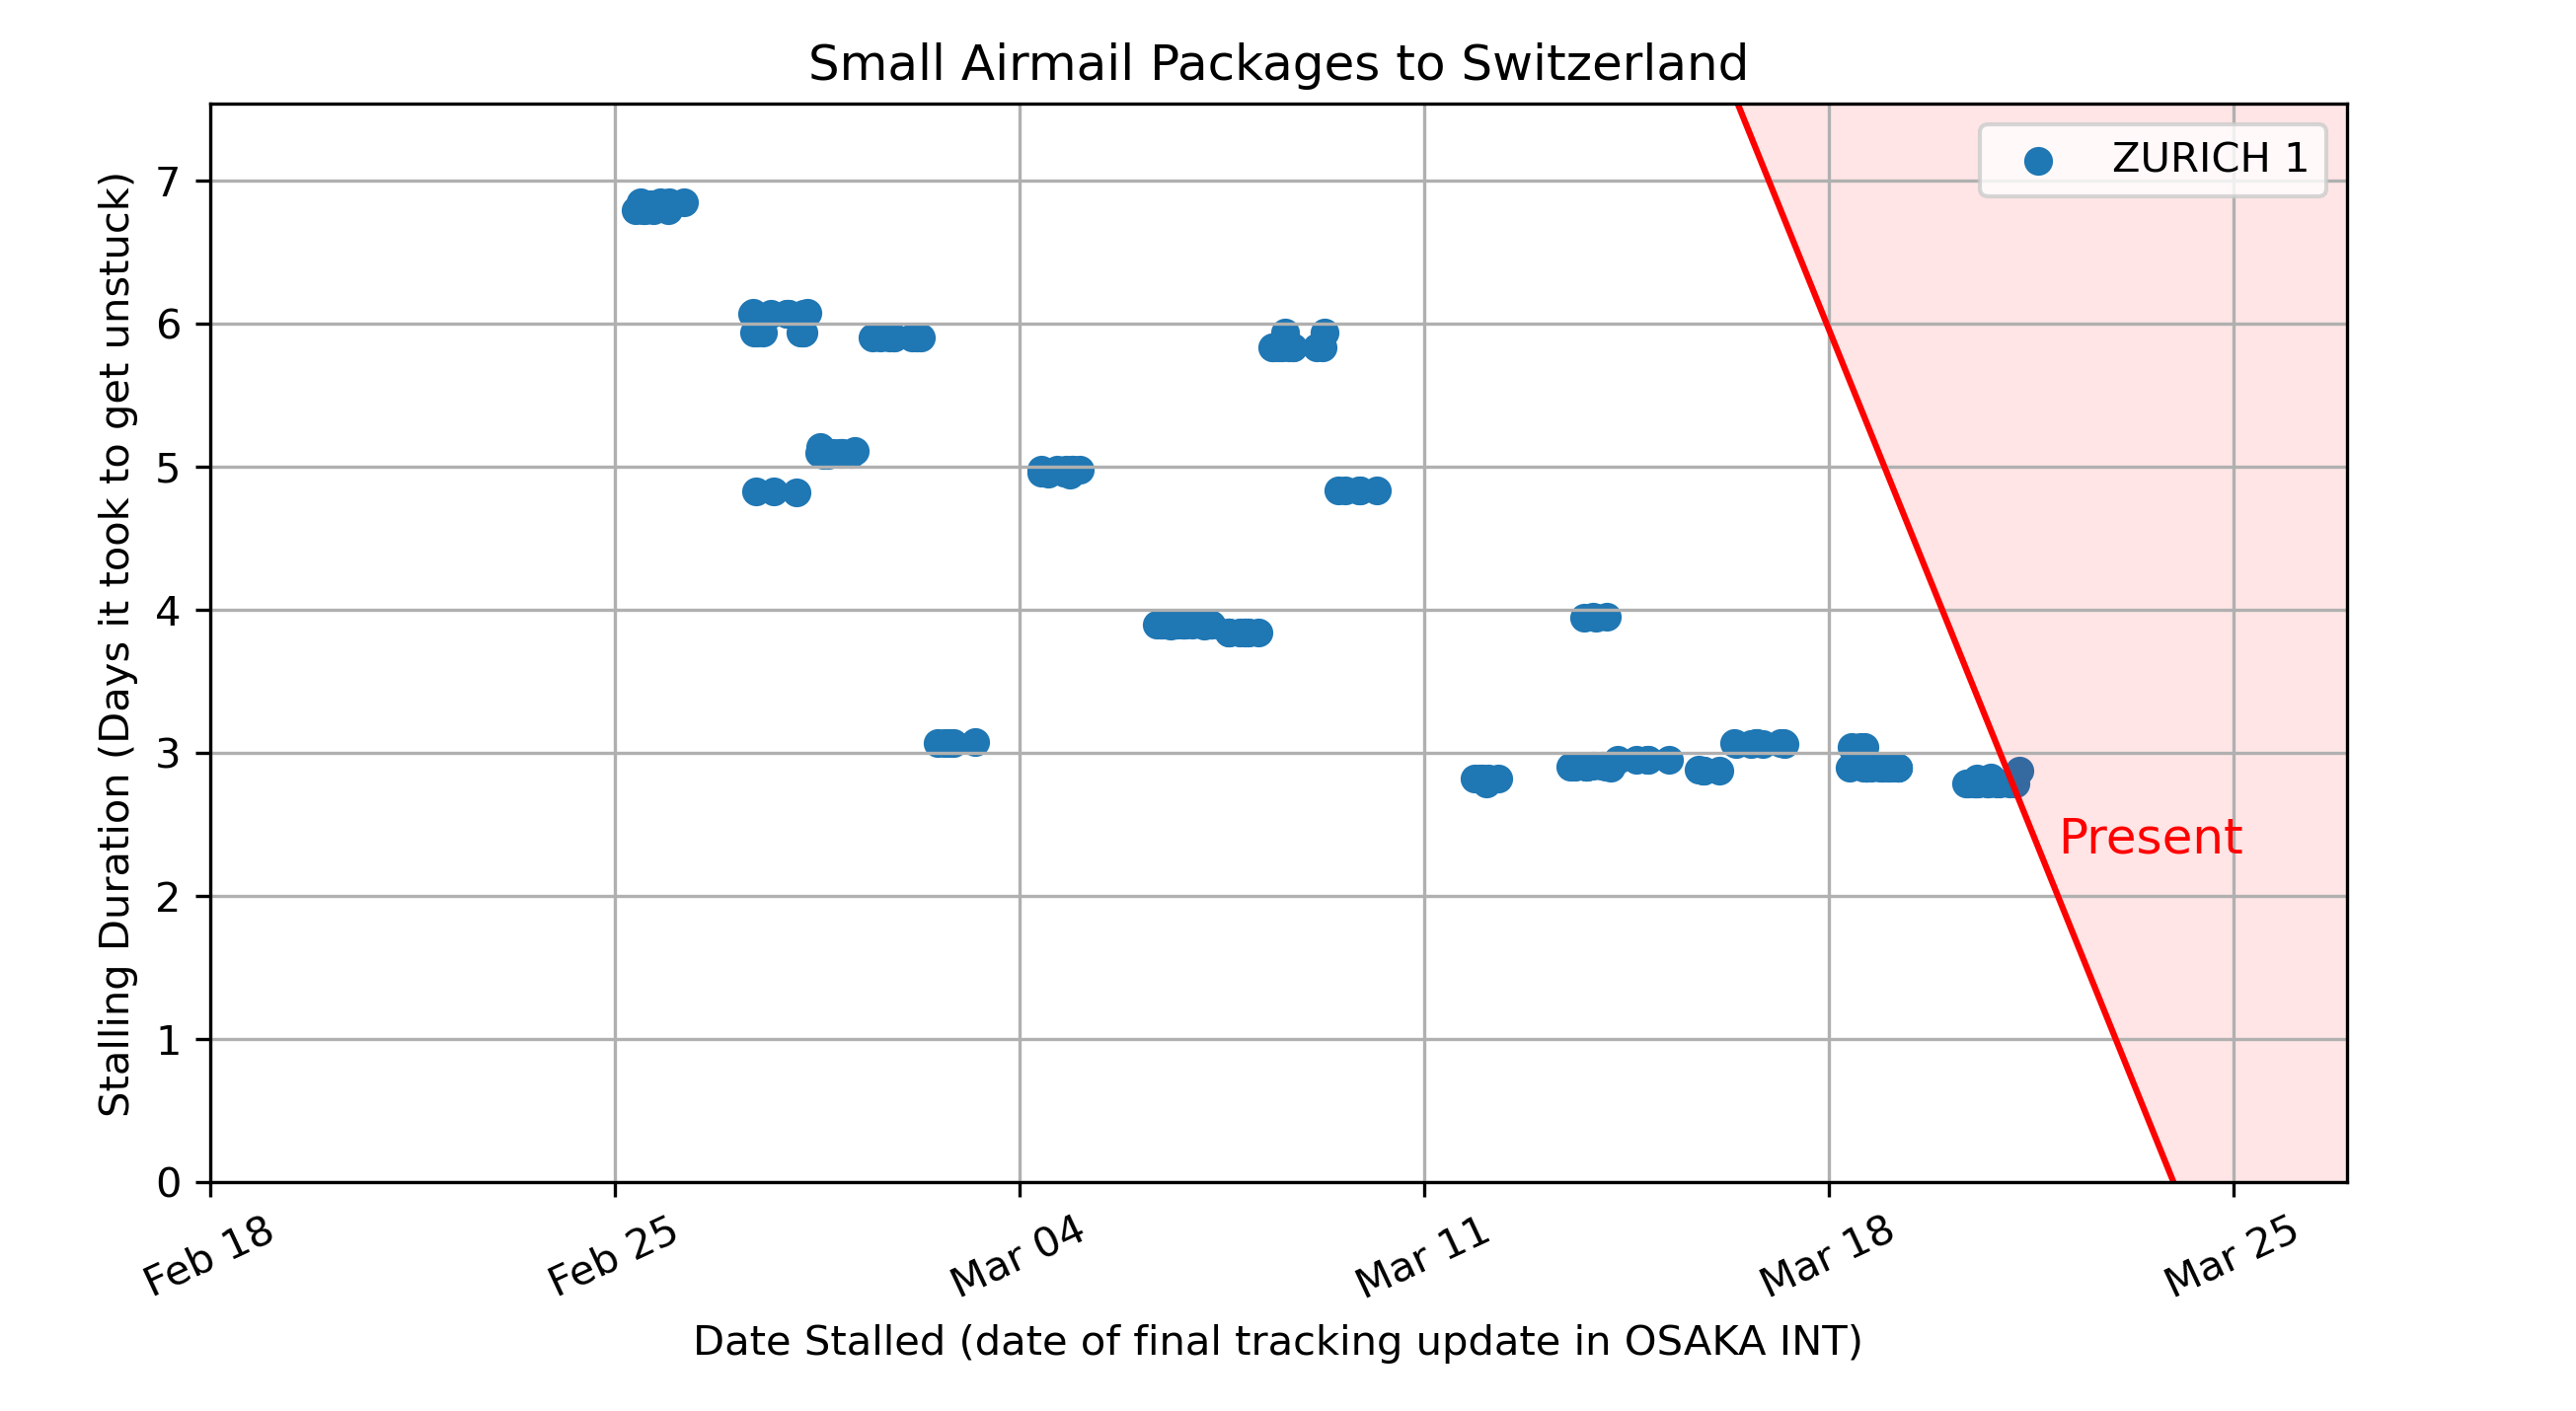 Small Airmail Packages to Switzerland
ZURICH 1
Stalling Duration (Days it took to get unstuck)
7
6
5
4
3
2
1
0
Present
Feb 18
Feb 25
Mar 04
Mar 11
Mar 18
Mar 25
Date Stalled (date of final tracking update in OSAKA INT)